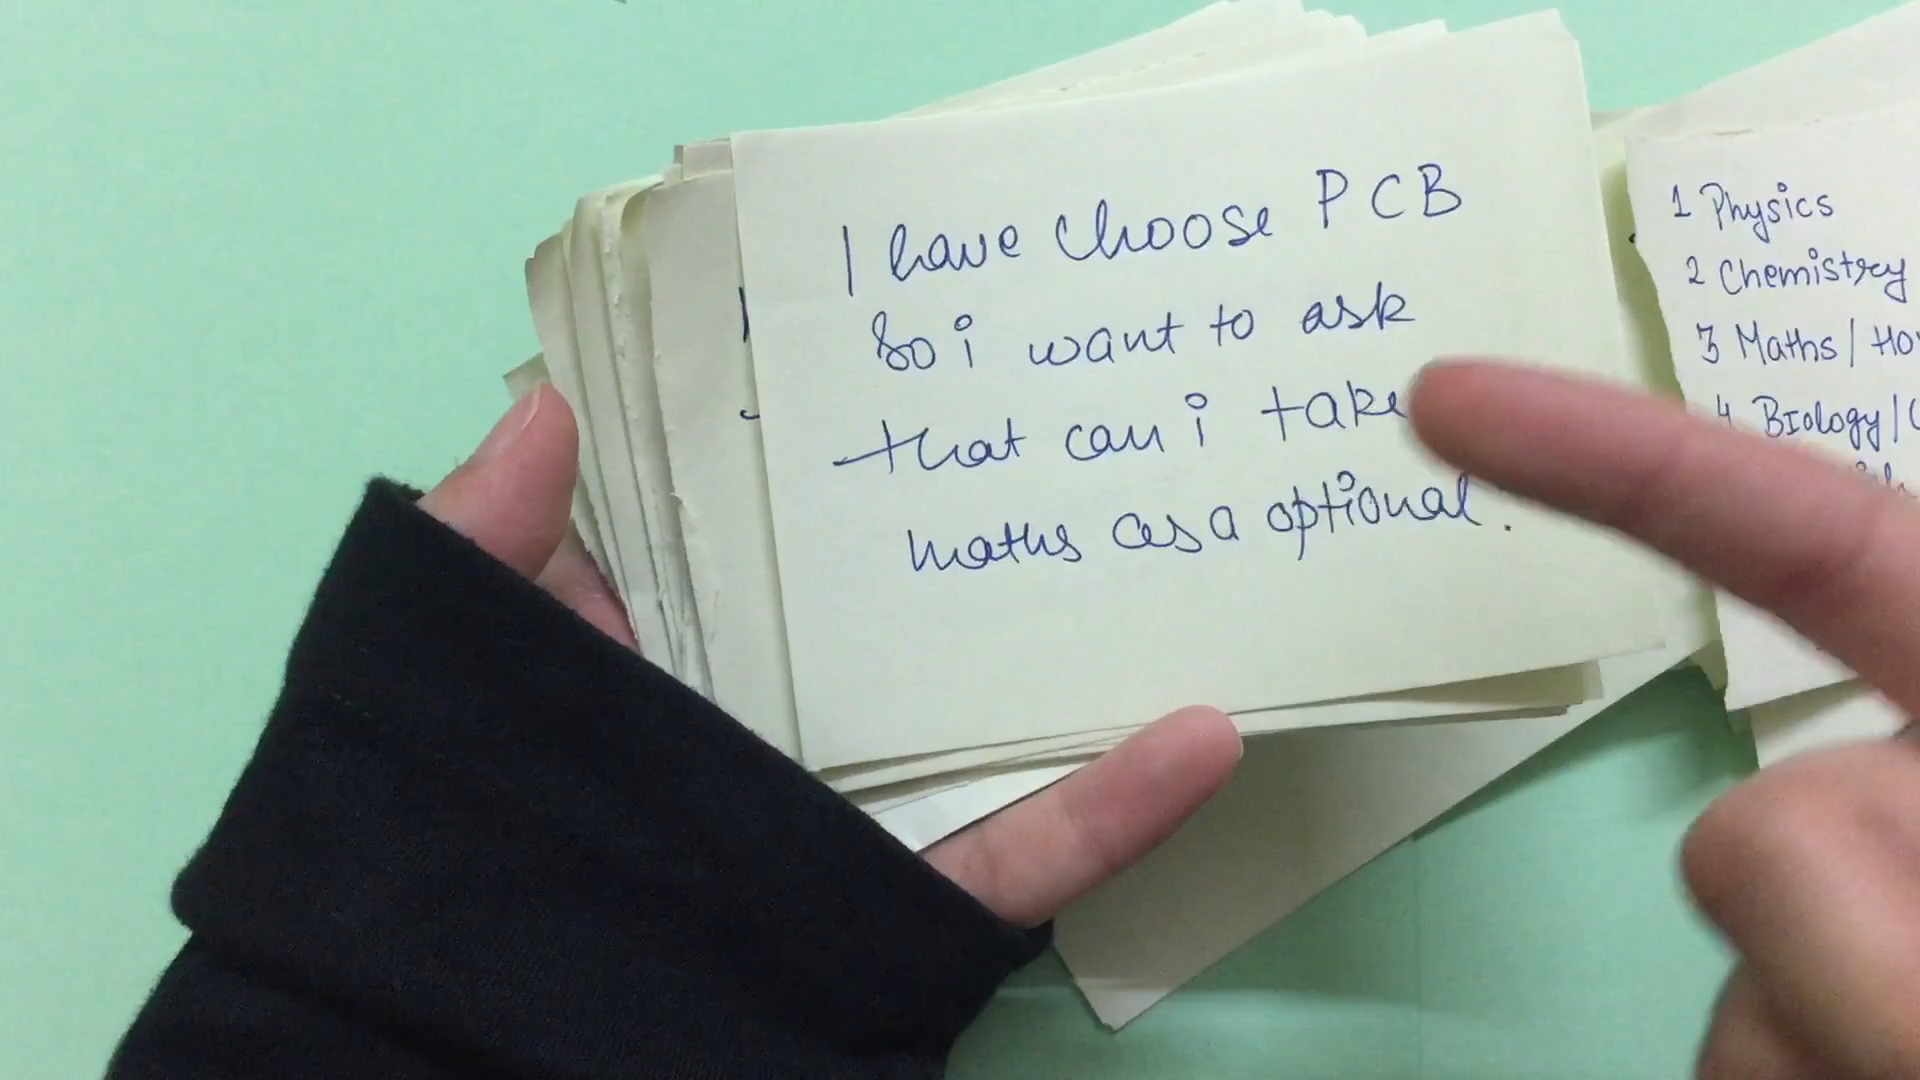 I have choose PCB
So i want to ask
that can i take
maths as a optional.
1 Physics
2 Chemistry
3 Maths/
4 Biology/